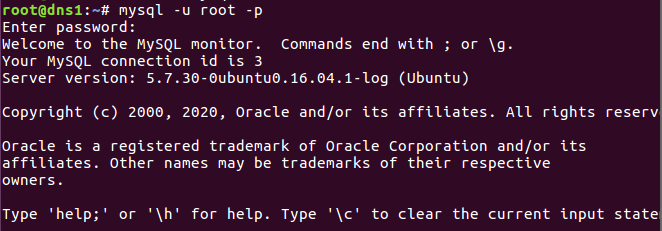 root@dns1:~# mysql -u root -p
Enter password:
Welcome to the MySQL monitor.  Commands end with ; or \g.
Your MySQL connection id is 3
Server version: 5.7.30-0ubuntu0.16.04.1-log (Ubuntu)
Copyright (c) 2000, 2020, Oracle and/or its affiliates. All rights reserv
Oracle is a registered trademark of Oracle Corporation and/or its
affiliates. Other names may be trademarks of their respective
owners.
Type 'help;' or '\h' for help. Type '\c' to clear the current input state